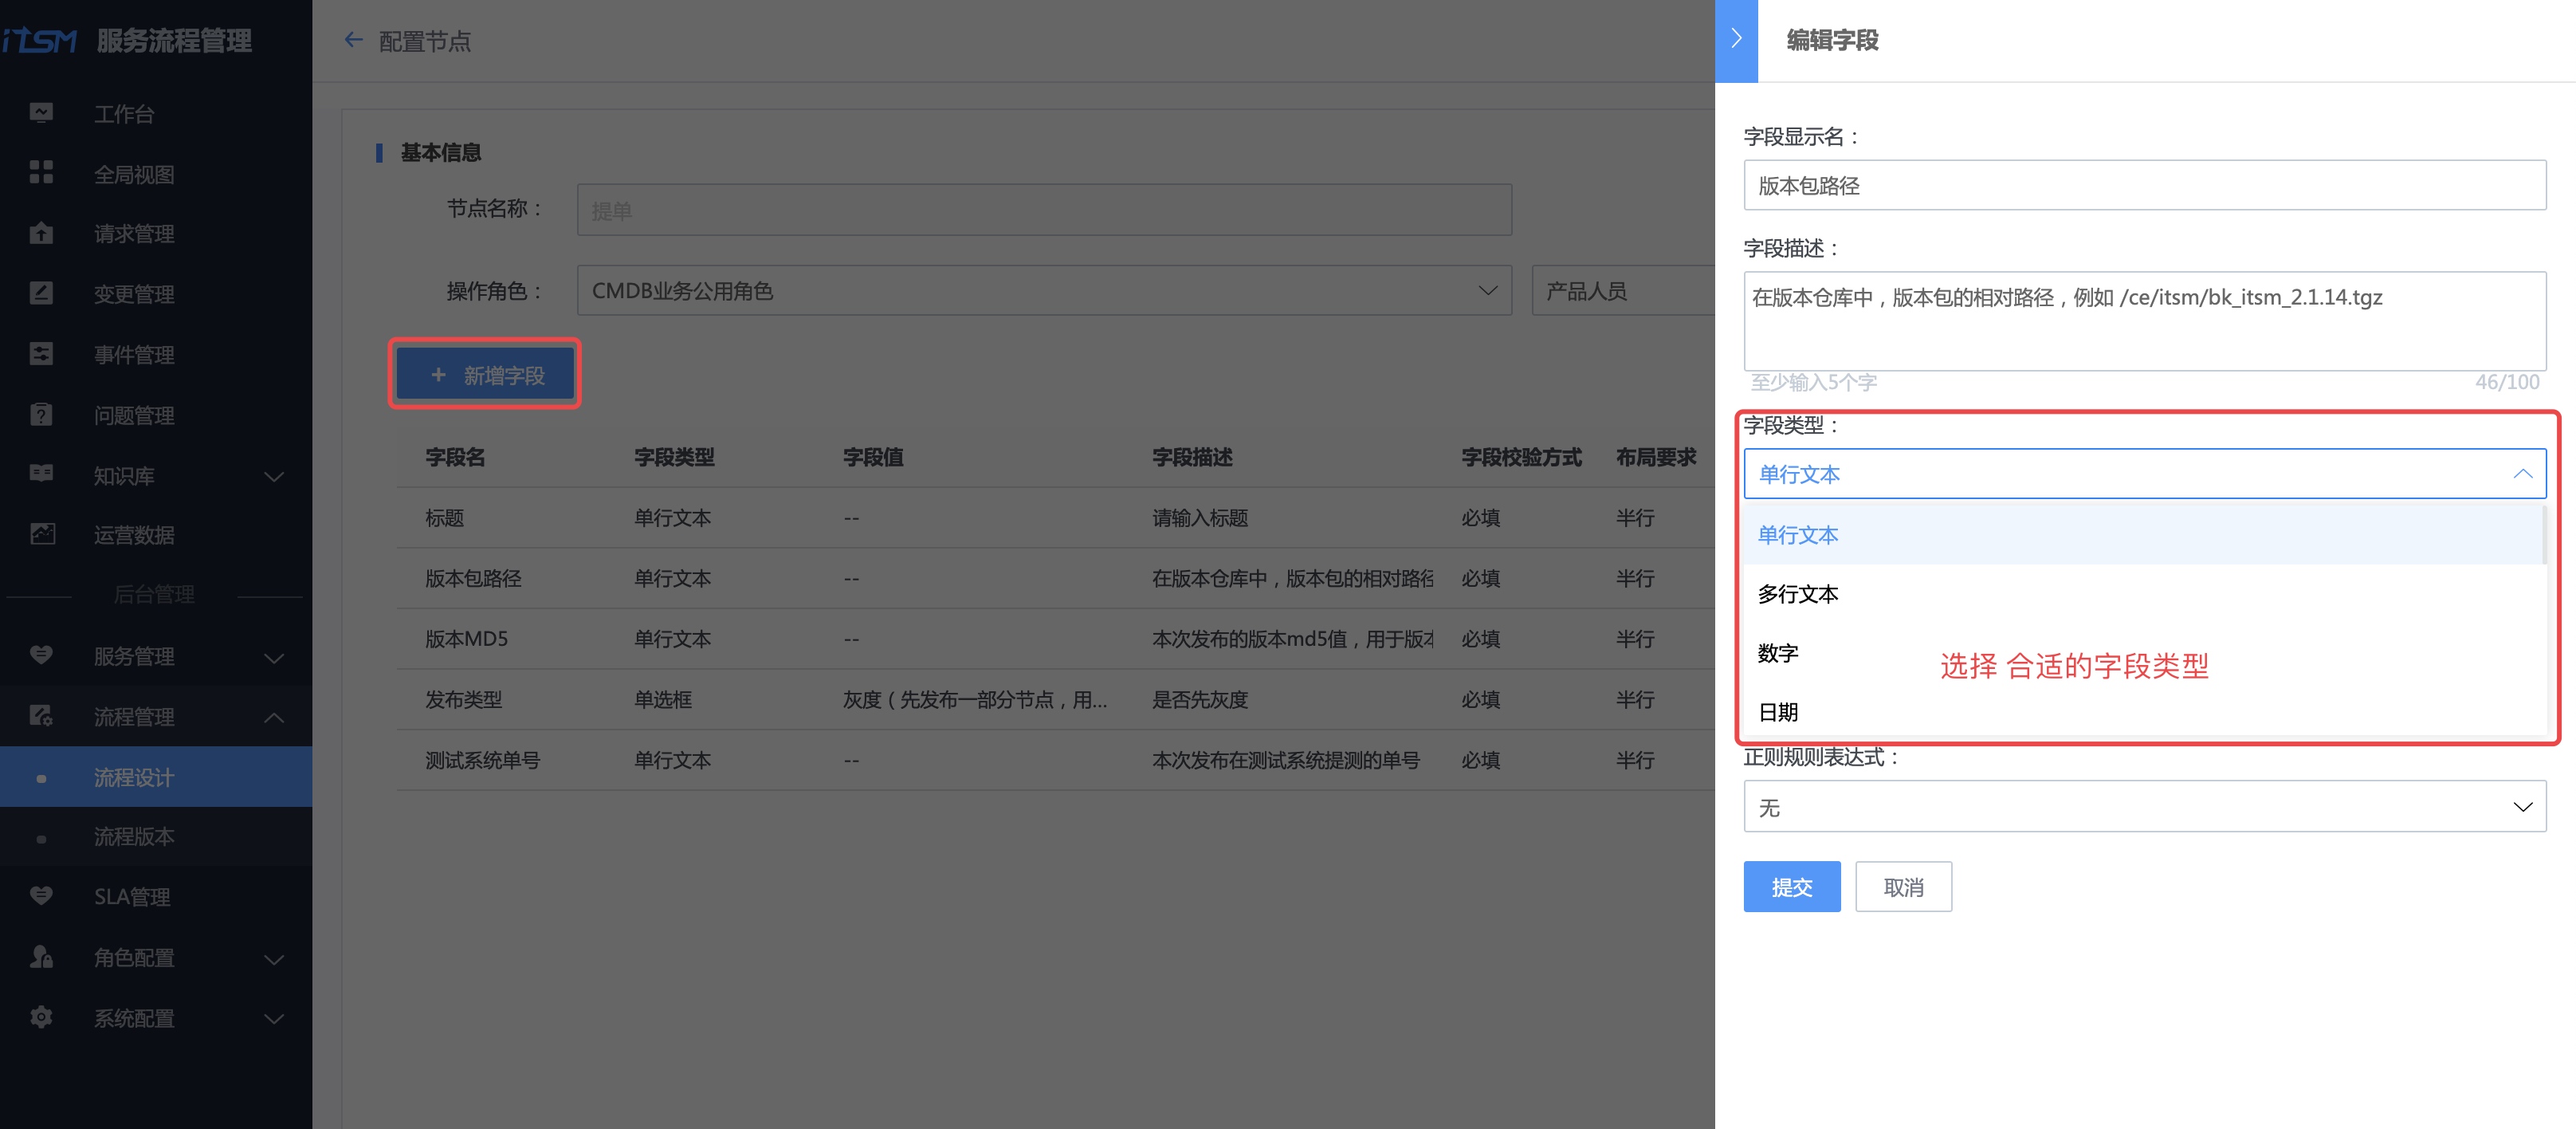 iTSM 服务流程管理
工作台
全局视图
请求管理
变更管理
事件管理
问题管理
知识库
运营数据
后台管理
服务管理
流程管理
流程设计
流程版本
SLA管理
角色配置
系统配置
配置节点
基本信息
节点名称：
提单
操作角色：
CMDB业务公用角色
产品人员
+ 新增字段
字段名 字段类型 字段值 字段描述 字段校验方式 布局要求
标题 单行文本 -- 请输入标题 必填 半行
版本包路径 单行文本 -- 在版本仓库中，版本包的相对路径 必填 半行
版本MD5 单行文本 -- 本次发布的版本md5值，用于版本 必填 半行
发布类型 单选框 灰度（先发布一部分节点，用... 是否先灰度 必填 半行
测试系统单号 单行文本 -- 本次发布在测试系统提测的单号 必填 半行
编辑字段
字段显示名：
版本包路径
字段描述：
在版本仓库中，版本包的相对路径，例如 /ce/itsm/bk_itsm_2.1.14.tgz
至少输入5个字 46/100
字段类型：
单行文本
单行文本
多行文本
数字
选择 合适的字段类型
日期
正则规则表达式：
无
提交 取消